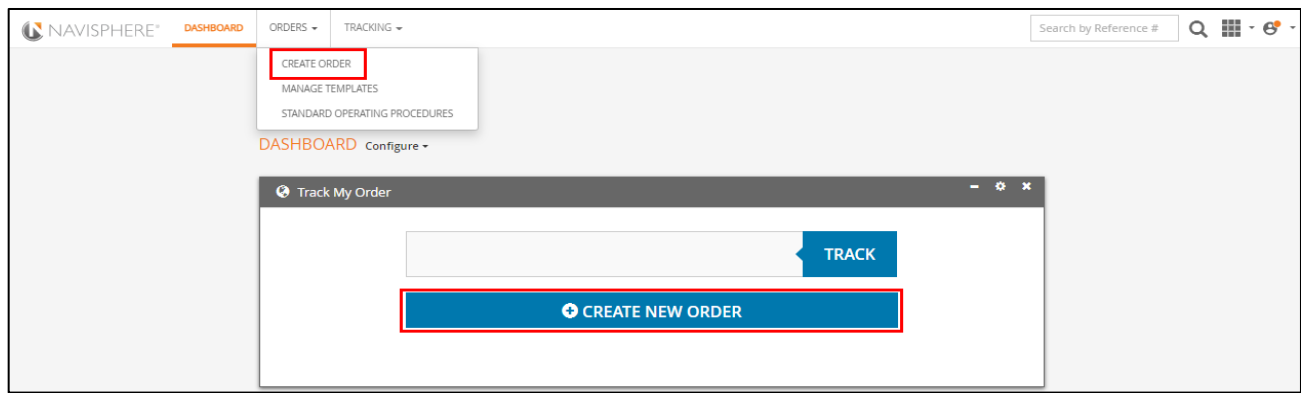 NAVISPHERE® DASHBOARD ORDERS TRACKING Search by Reference #
CREATE ORDER
MANAGE TEMPLATES
STANDARD OPERATING PROCEDURES
DASHBOARD Configure
Track My Order
TRACK
CREATE NEW ORDER